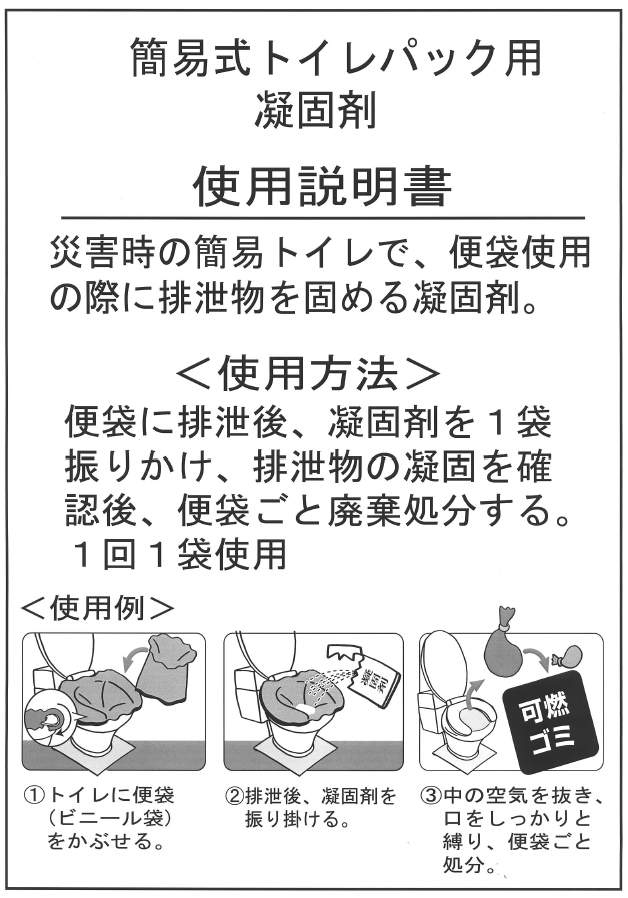 簡易式トイレパック用
凝固剤
使用説明書
災害時の簡易トイレで、便袋使用
の際に排泄物を固める凝固剤。
＜使用方法＞
便袋に排泄後、凝固剤を１袋
振りかけ、排泄物の凝固を確
認後、便袋ごと廃棄処分する。
１回１袋使用
＜使用例＞
凝固剤
可燃
ゴミ
①トイレに便袋
（ビニール袋）
をかぶせる。
②排泄後、凝固剤を
振り掛ける。
③中の空気を抜き、
口をしっかりと
縛り、便袋ごと
処分。